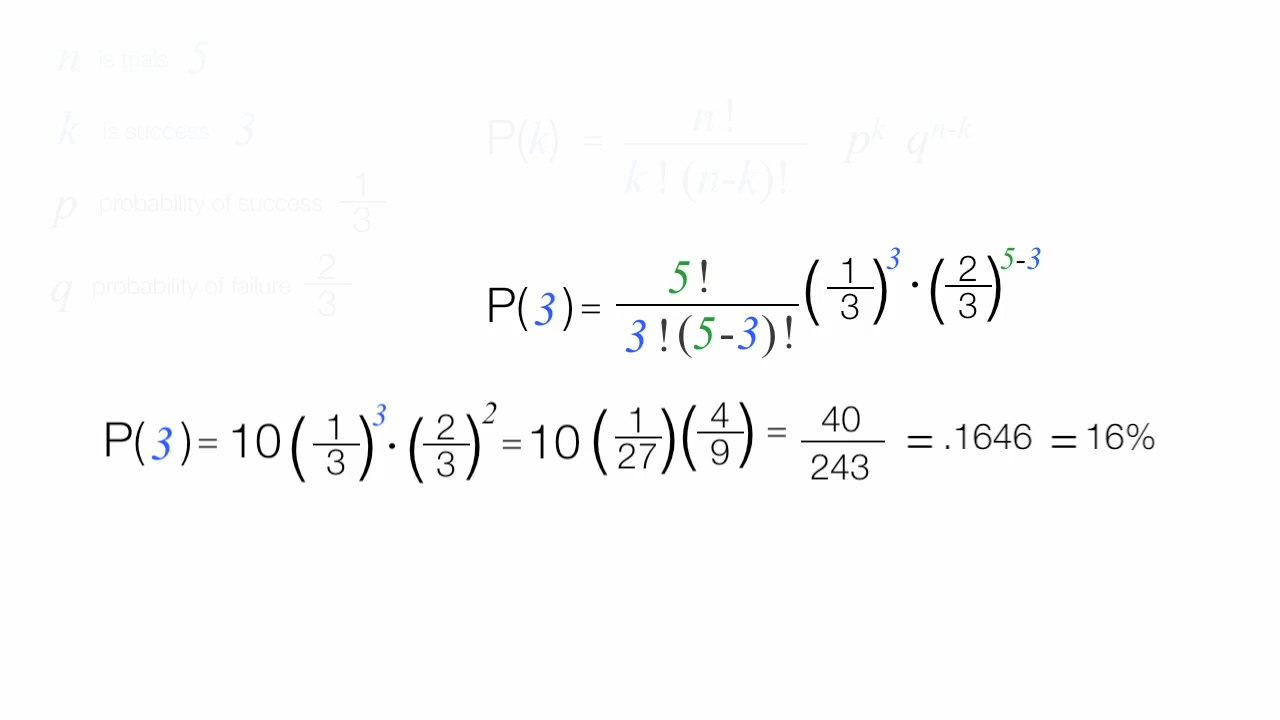 n is trials 5
k is success 3
p probability of success 1/3
q probability of failure 2/3
P(k) = n! / k!(n-k)! p^k q^(n-k)
P(3) = 5! / 3!(5-3)! (1/3)^3 · (2/3)^(5-3)
P(3) = 10(1/3)^3 · (2/3)^2 = 10(1/27)(4/9) = 40/243 = .1646 = 16%